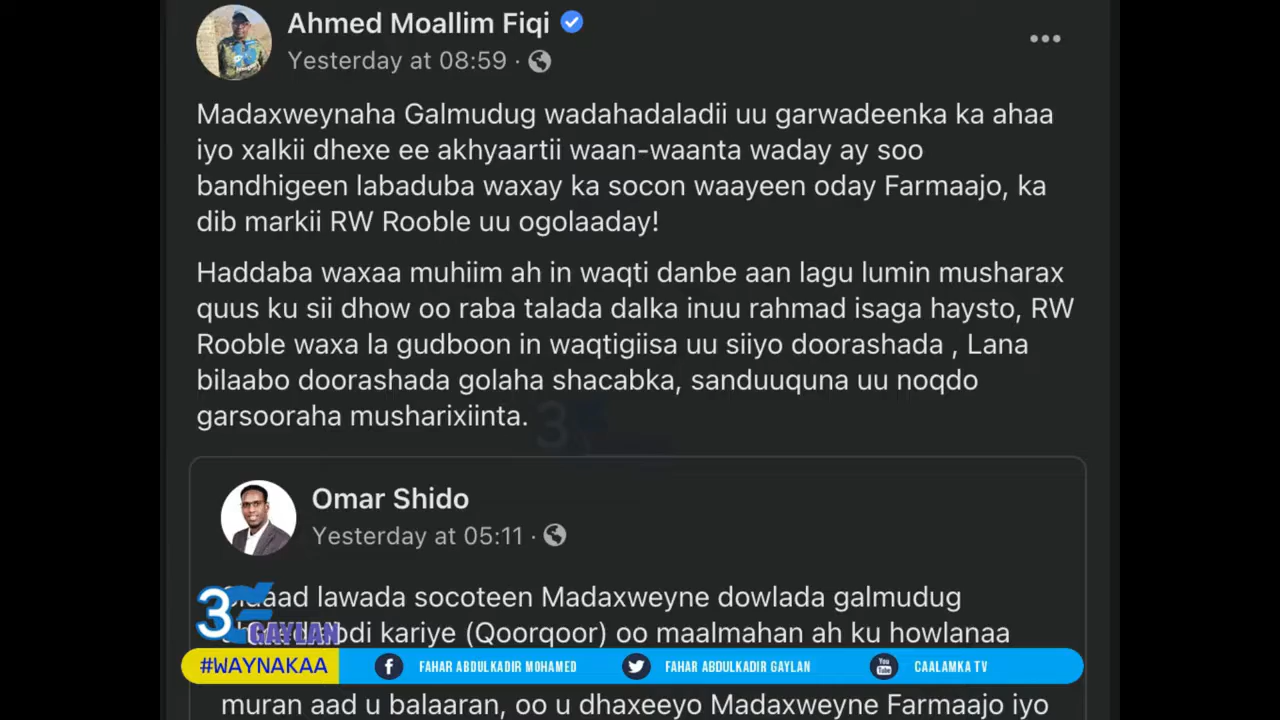 Ahmed Moallim Fiqi
Yesterday at 08:59 ·
Madaxweynaha Galmudug wadahadaladii uu garwadeenka ka ahaa
iyo xalkii dhexe ee akhyaartii waan-waanta waday ay soo
bandhigeen labaduba waxay ka socon waayeen oday Farmaajo, ka
dib markii RW Rooble uu ogolaaday!
Haddaba waxaa muhiim ah in waqti danbe aan lagu lumin musharax
quus ku sii dhow oo raba talada dalka inuu rahmad isaga haysto, RW
Rooble waxa la gudboon in waqtigiisa uu siiyo doorashada , Lana
bilaabo doorashada golaha shacabka, sanduuquna uu noqdo
garsooraha musharixiinta.
Omar Shido
Yesterday at 05:11 ·
lawada socoteen Madaxweyne dowlada galmudug
kariye (Qoorqoor) oo maalmahan ah ku howlanaa
3
GAYLAN
#WAYNAKAA
FAHAR ABDULKADIR MOHAMED
FAHAR ABDULKADIR GAYLAN
You Tube
CAALAMKA TV
muran aad u balaaran, oo u dhaxeeyo Madaxweyne Farmaajo iyo